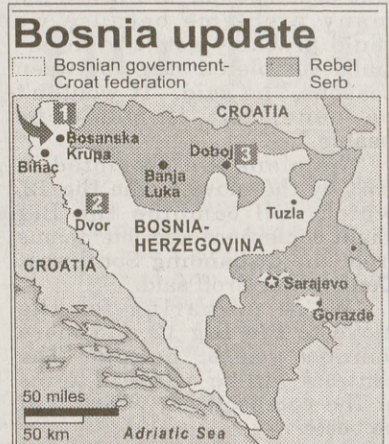 Bosnia update
Bosnian government-
Croat federation
Rebel
Serb
CROATIA
1
Bosanska
Krupa
Bihac
Doboj 3
Banja
Luka
2
Dvor
Tuzla
BOSNIA-
HERZEGOVINA
CROATIA
Sarajevo
Gorazde
50 miles
50 km
Adriatic Sea